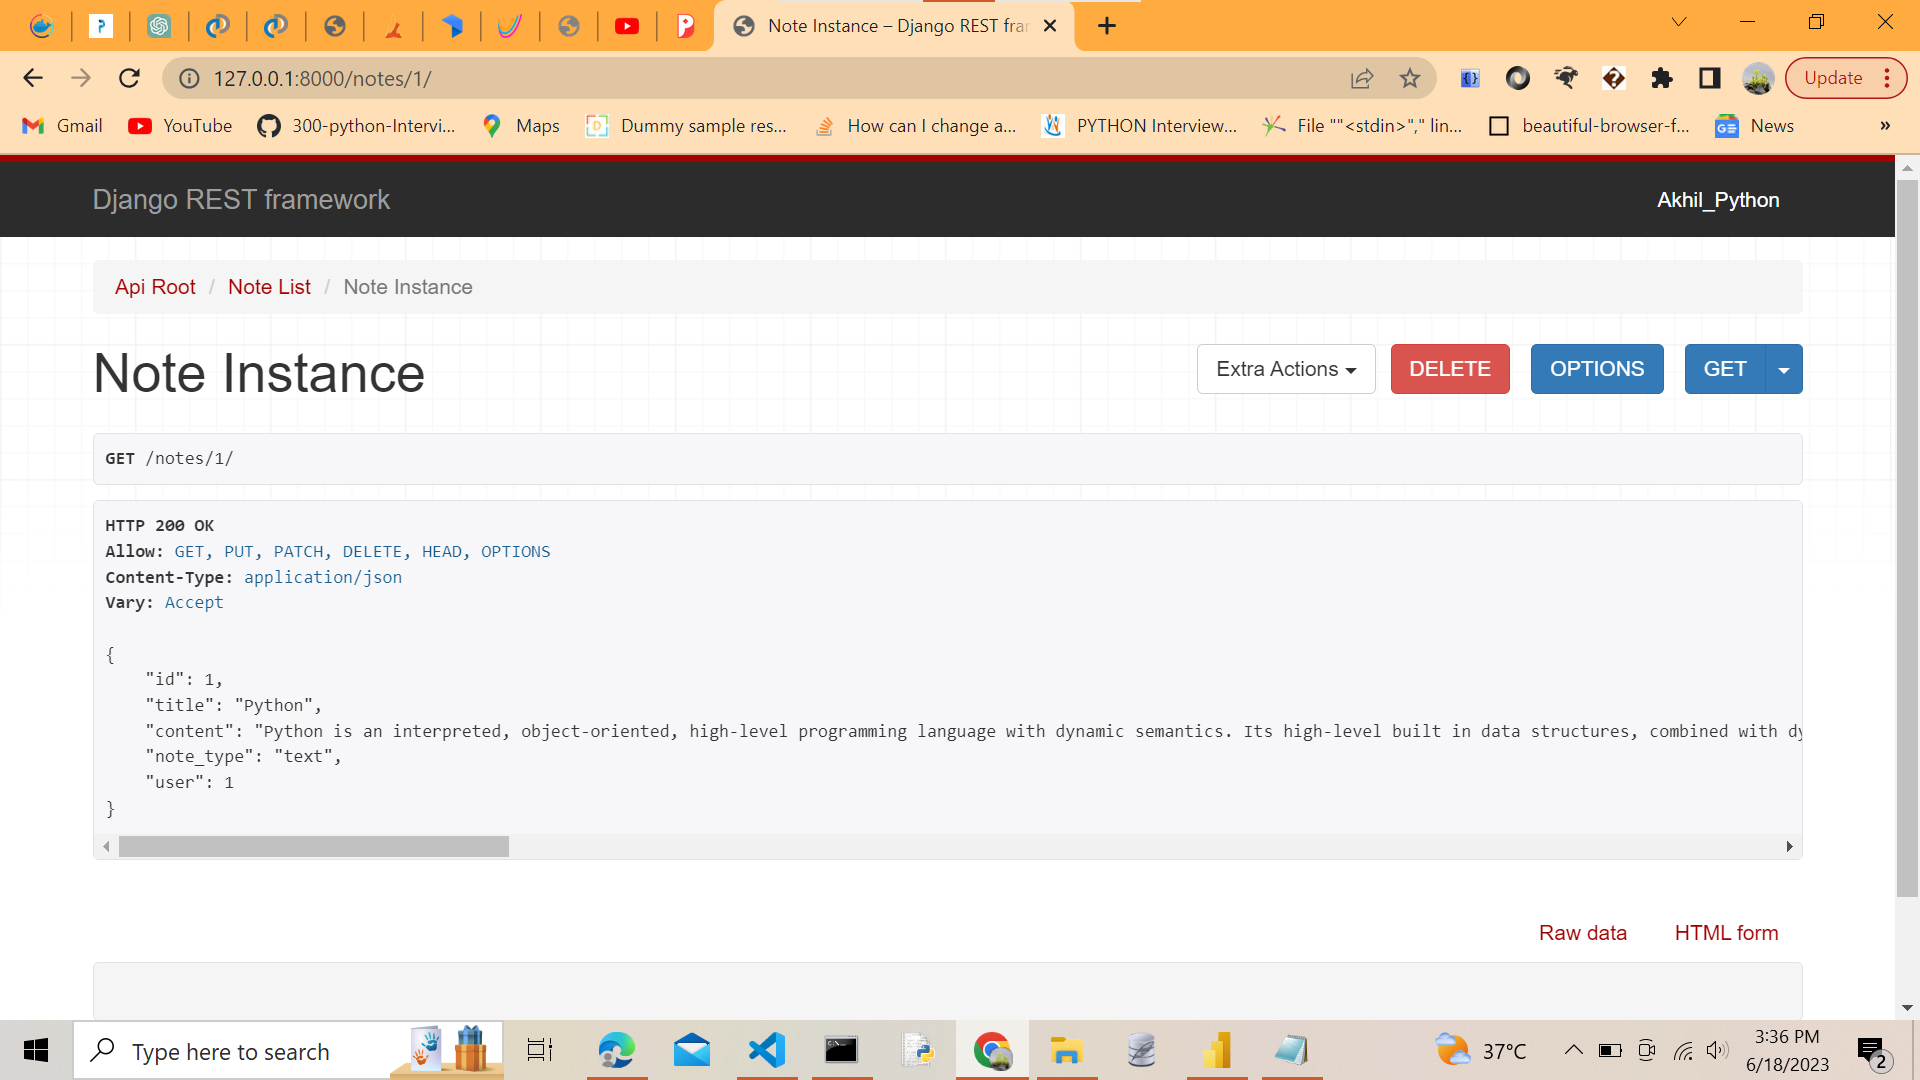 Note Instance – Django REST fra
127.0.0.1:8000/notes/1/
Update
Gmail
YouTube
300-python-Intervi...
Maps
Dummy sample res...
How can I change a...
PYTHON Interview...
File ""<stdin>"," lin...
beautiful-browser-f...
News
»
Django REST framework
Akhil_Python
Api Root / Note List / Note Instance
Note Instance
Extra Actions
DELETE
OPTIONS
GET
GET /notes/1/
HTTP 200 OK
Allow: GET, PUT, PATCH, DELETE, HEAD, OPTIONS
Content-Type: application/json
Vary: Accept
{
"id": 1,
"title": "Python",
"content": "Python is an interpreted, object-oriented, high-level programming language with dynamic semantics. Its high-level built in data structures, combined with dy
"note_type": "text",
"user": 1
}
Raw data
HTML form
Type here to search
37°C
3:36 PM
6/18/2023
2